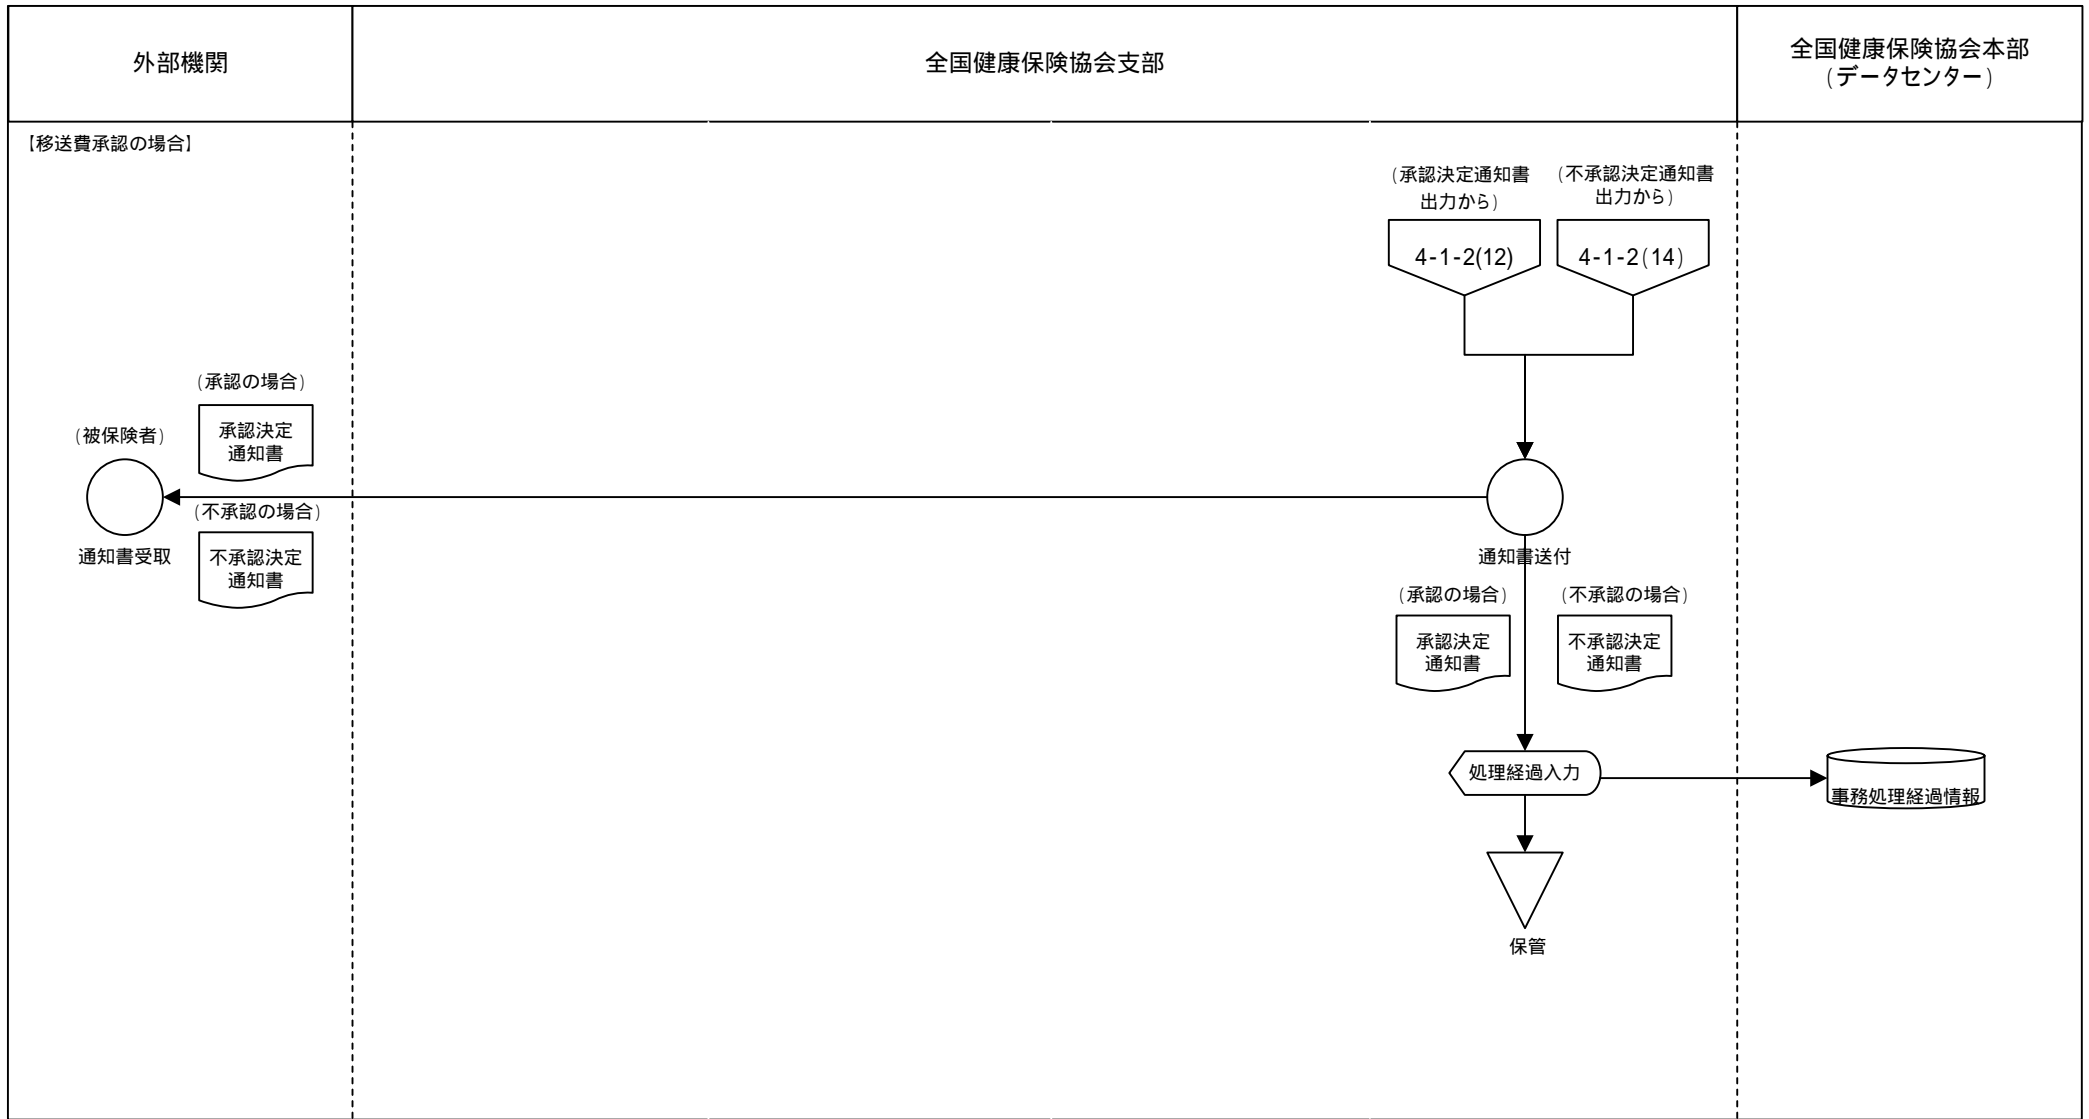 外部機関
全国健康保険協会支部
全国健康保険協会本部
(データセンター)
【移送費承認の場合】
(承認決定通知書
出力から)
(不承認決定通知書
出力から)
4-1-2(12)
4-1-2(14)
(承認の場合)
承認決定
通知書
(被保険者)
通知書受取
(不承認の場合)
不承認決定
通知書
通知書送付
(承認の場合)
承認決定
通知書
(不承認の場合)
不承認決定
通知書
処理経過入力
事務処理経過情報
保管